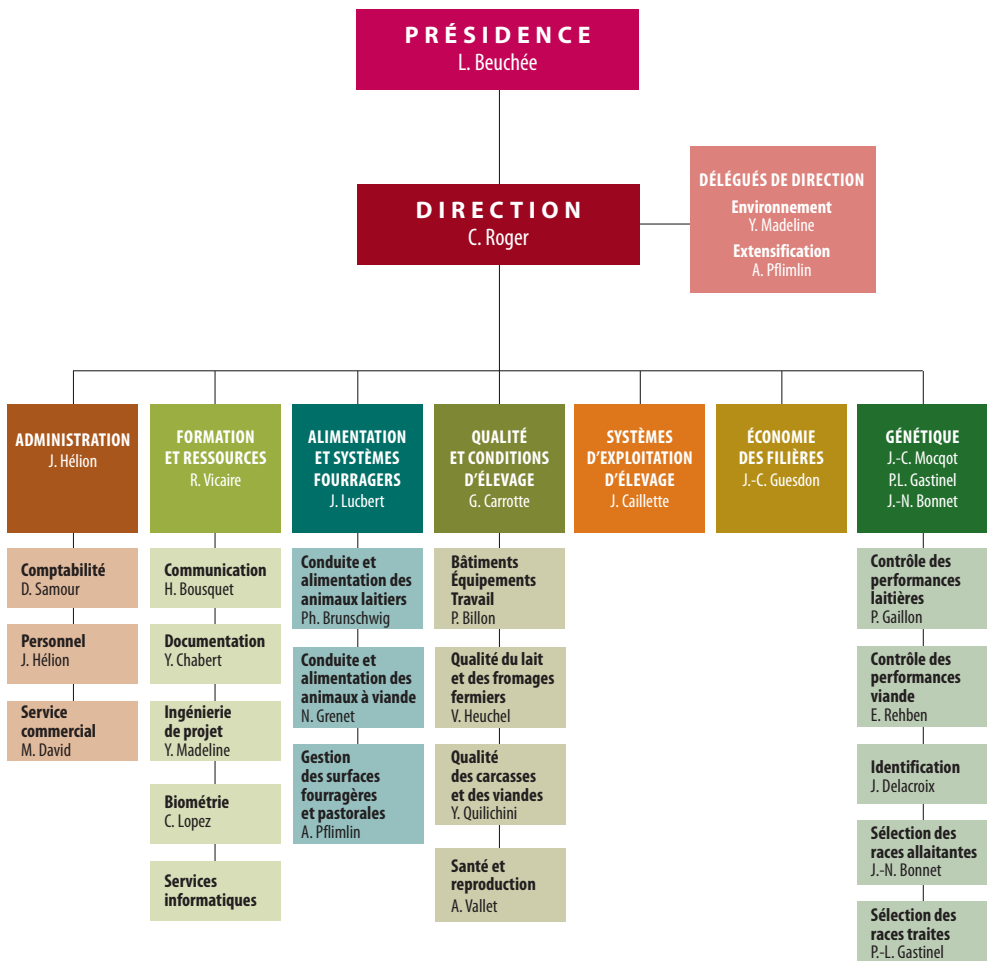 PRÉSIDENCE
L. Beuchée
DÉLÉGUÉS DE DIRECTION
Environnement
Y. Madeline
Extensification
A. Pflimlin
DIRECTION
C. Roger
ADMINISTRATION
J. Hélion
FORMATION
ET RESSOURCES
R. Vicaire
ALIMENTATION
ET SYSTÈMES
FOURRAGERS
J. Lucbert
QUALITÉ
ET CONDITIONS
D'ÉLEVAGE
G. Carrotte
SYSTÈMES
D'EXPLOITATION
D'ÉLEVAGE
J. Caillette
ÉCONOMIE
DES FILIÈRES
J.-C. Guesdon
GÉNÉTIQUE
J.-C. Mocqot
P.L. Gastinel
J.-N. Bonnet
Comptabilité
D. Samour
Personnel
J. Hélion
Service
commercial
M. David
Communication
H. Bousquet
Documentation
Y. Chabert
Ingénierie
de projet
Y. Madeline
Biométrie
C. Lopez
Services
informatiques
Conduite et
alimentation des
animaux laitiers
Ph. Brunschwig
Conduite et
alimentation des
animaux à viande
N. Grenet
Gestion
des surfaces
fourragères
et pastorales
A. Pflimlin
Bâtiments
Équipements
Travail
P. Billon
Qualité du lait
et des fromages
fermiers
V. Heuchel
Qualité
des carcasses
et des viandes
Y. Quilichini
Santé et
reproduction
A. Vallet
Contrôle des
performances
laitières
P. Gaillon
Contrôle des
performances
viande
E. Rehben
Identification
J. Delacroix
Sélection des
races allaitantes
J.-N. Bonnet
Sélection des
races traites
P.-L. Gastinel